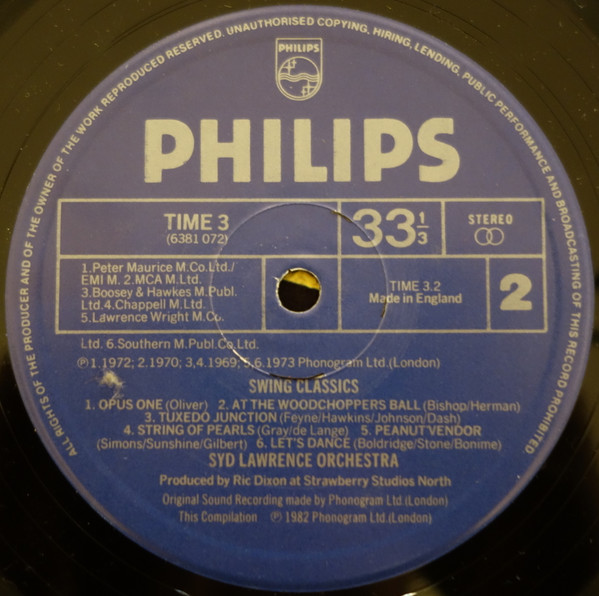 ALL RIGHTS OF THE PRODUCER AND OF THE OWNER OF THE WORK REPRODUCED RESERVED. UNAUTHORISED COPYING, HIRING, LENDING, PUBLIC PERFORMANCE AND BROADCASTING OF THIS RECORD PROHIBITED
PHILIPS
PHILIPS
TIME 3
(6381 072)
33 1/3
STEREO
1.Peter Maurice M.Co.Ltd./
EMI M. 2.MCA M.Ltd.
3.Boosey & Hawkes M.Publ.
Ltd 4.Chappell M.Ltd.
5.Lawrence Wright M.Co.
TIME 3.2
Made in England
2
Ltd. 6.Southern M.Publ.Co.Ltd.
℗1.1972; 2.1970; 3,4.1969; 5,6.1973 Phonogram Ltd.(London)
SWING CLASSICS
1. OPUS ONE (Oliver) 2. AT THE WOODCHOPPERS BALL (Bishop/Herman)
3. TUXEDO JUNCTION (Feyne/Hawkins/Johnson/Dash)
4. STRING OF PEARLS (Gray/de Lange) 5. PEANUT VENDOR
(Simons/Sunshine/Gilbert) 6. LET'S DANCE (Boldridge/Stone/Bonime)
SYD LAWRENCE ORCHESTRA
Produced by Ric Dixon at Strawberry Studios North
Original Sound Recording made by Phonogram Ltd.(London)
This Compilation ℗ 1982 Phonogram Ltd.(London)